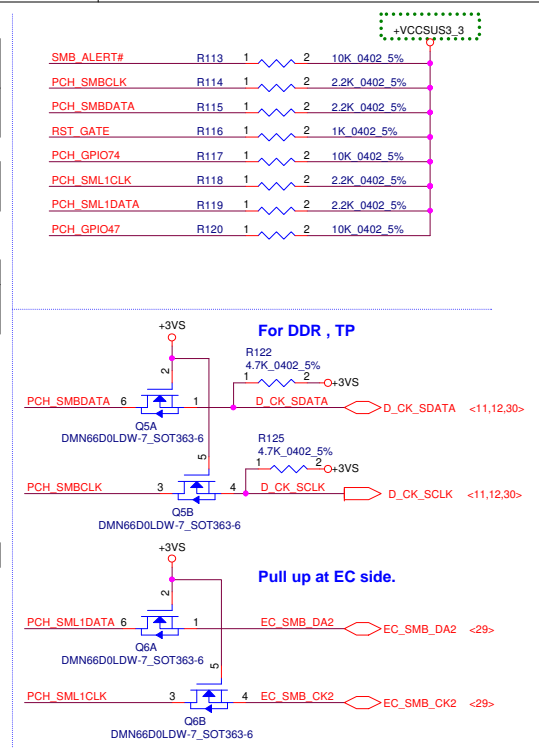 +VCCSUS3_3
SMB_ALERT# R113 1 2 10K_0402_5%
PCH_SMBCLK R114 1 2 2.2K_0402_5%
PCH_SMBDATA R115 1 2 2.2K_0402_5%
RST_GATE R116 1 2 1K_0402_5%
PCH_GPIO74 R117 1 2 10K_0402_5%
PCH_SML1CLK R118 1 2 2.2K_0402_5%
PCH_SML1DATA R119 1 2 2.2K_0402_5%
PCH_GPIO47 R120 1 2 10K_0402_5%
+3VS
For DDR , TP
R122
4.7K_0402_5%
2
1 2 +3VS
PCH_SMBDATA 6 1 D_CK_SDATA D_CK_SDATA <11,12,30>
Q5A
DMN66D0LDW-7_SOT363-6
R125
4.7K_0402_5%
5
1 2 +3VS
PCH_SMBCLK 3 4 D_CK_SCLK D_CK_SCLK <11,12,30>
Q5B
DMN66D0LDW-7_SOT363-6
+3VS
Pull up at EC side.
2
PCH_SML1DATA 6 1 EC_SMB_DA2 EC_SMB_DA2 <29>
Q6A
DMN66D0LDW-7_SOT363-6
5
PCH_SML1CLK 3 4 EC_SMB_CK2 EC_SMB_CK2 <29>
Q6B
DMN66D0LDW-7_SOT363-6